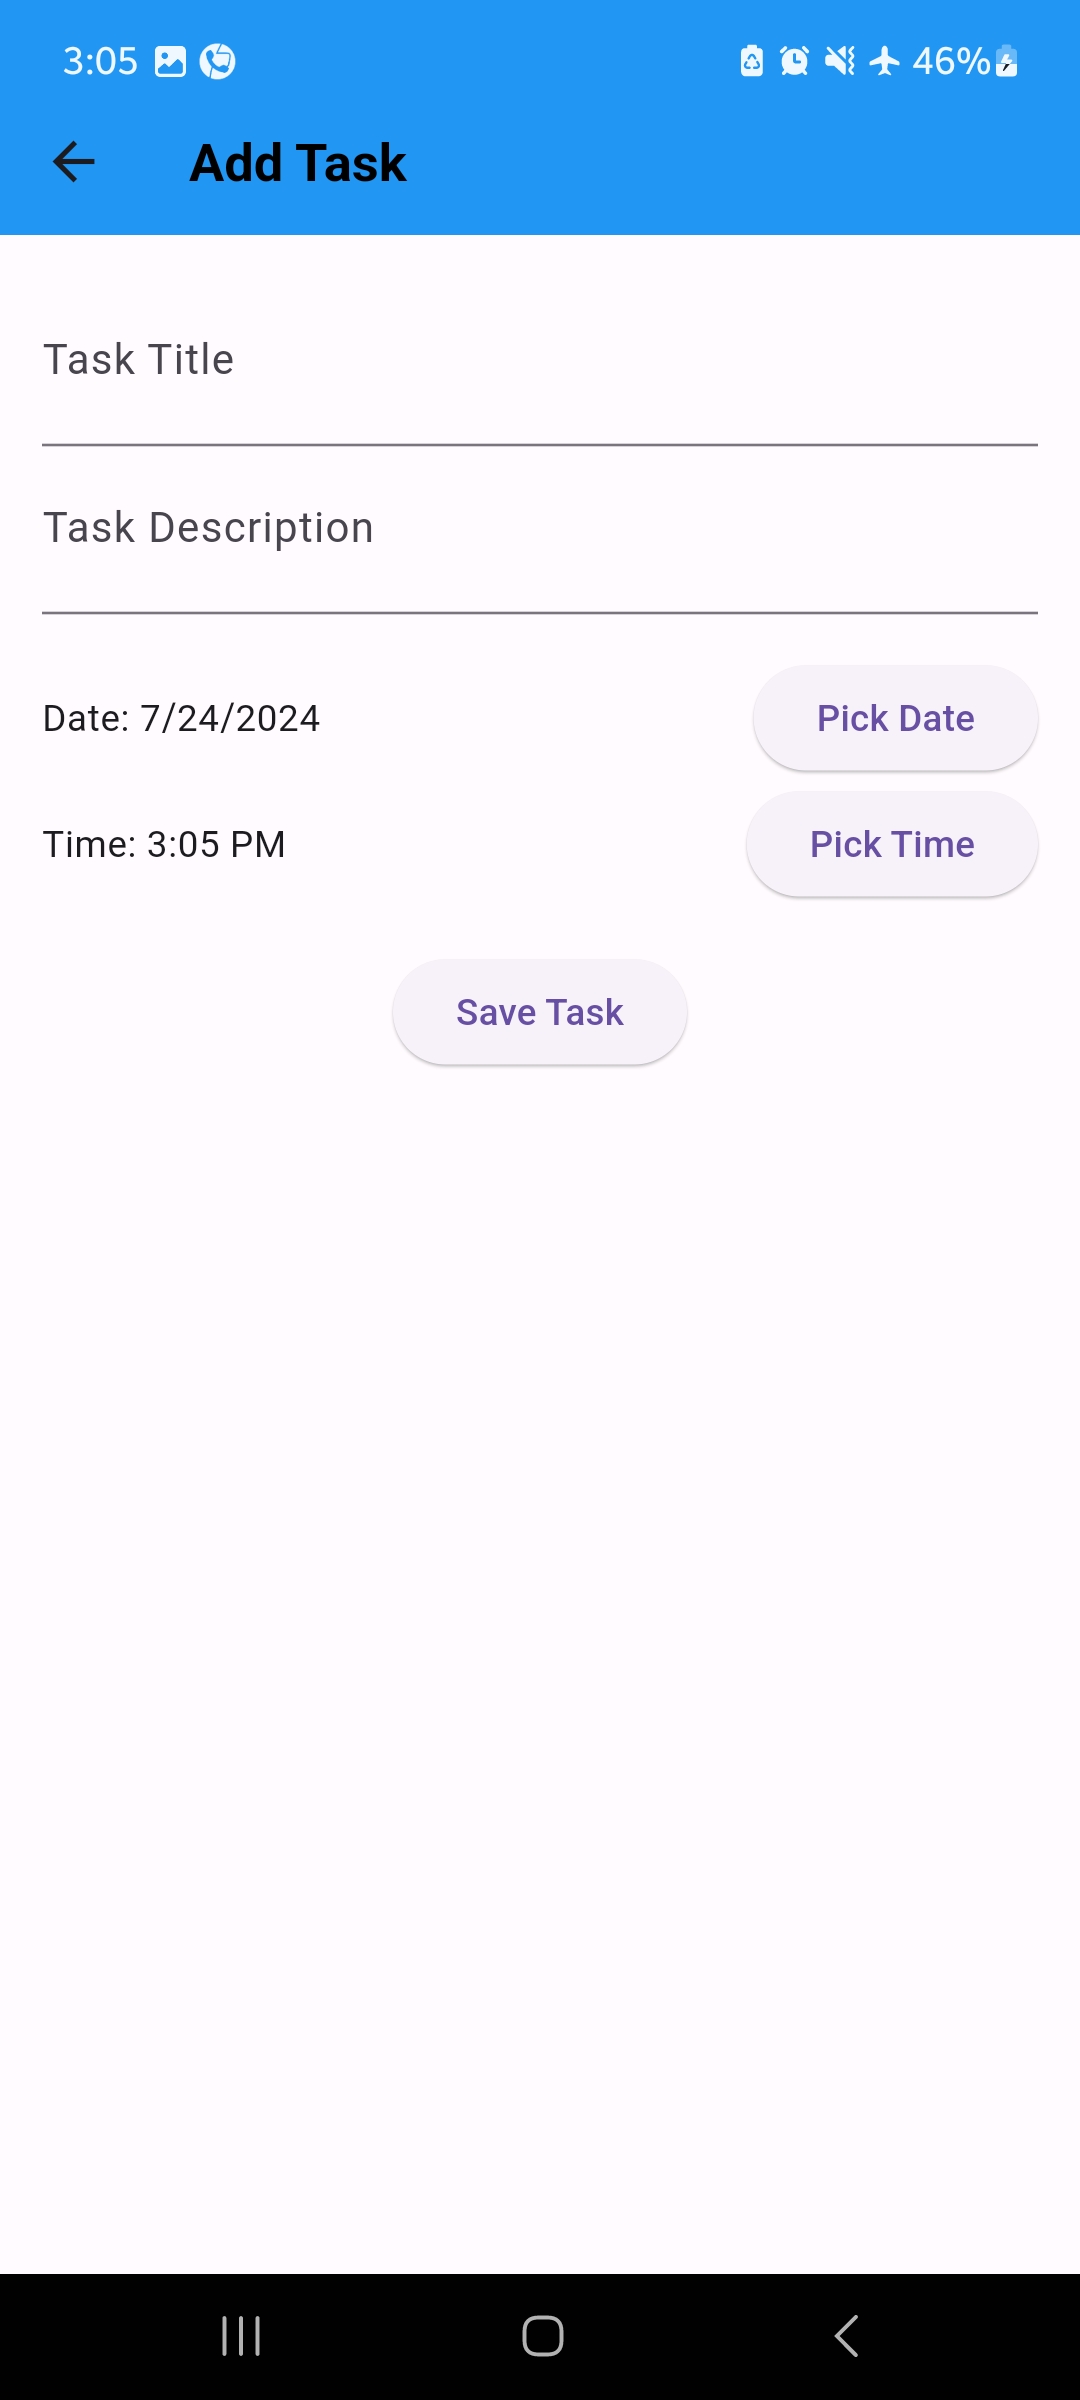 3:05 46%
Add Task
Task Title
Task Description
Date: 7/24/2024 Pick Date
Time: 3:05 PM Pick Time
Save Task